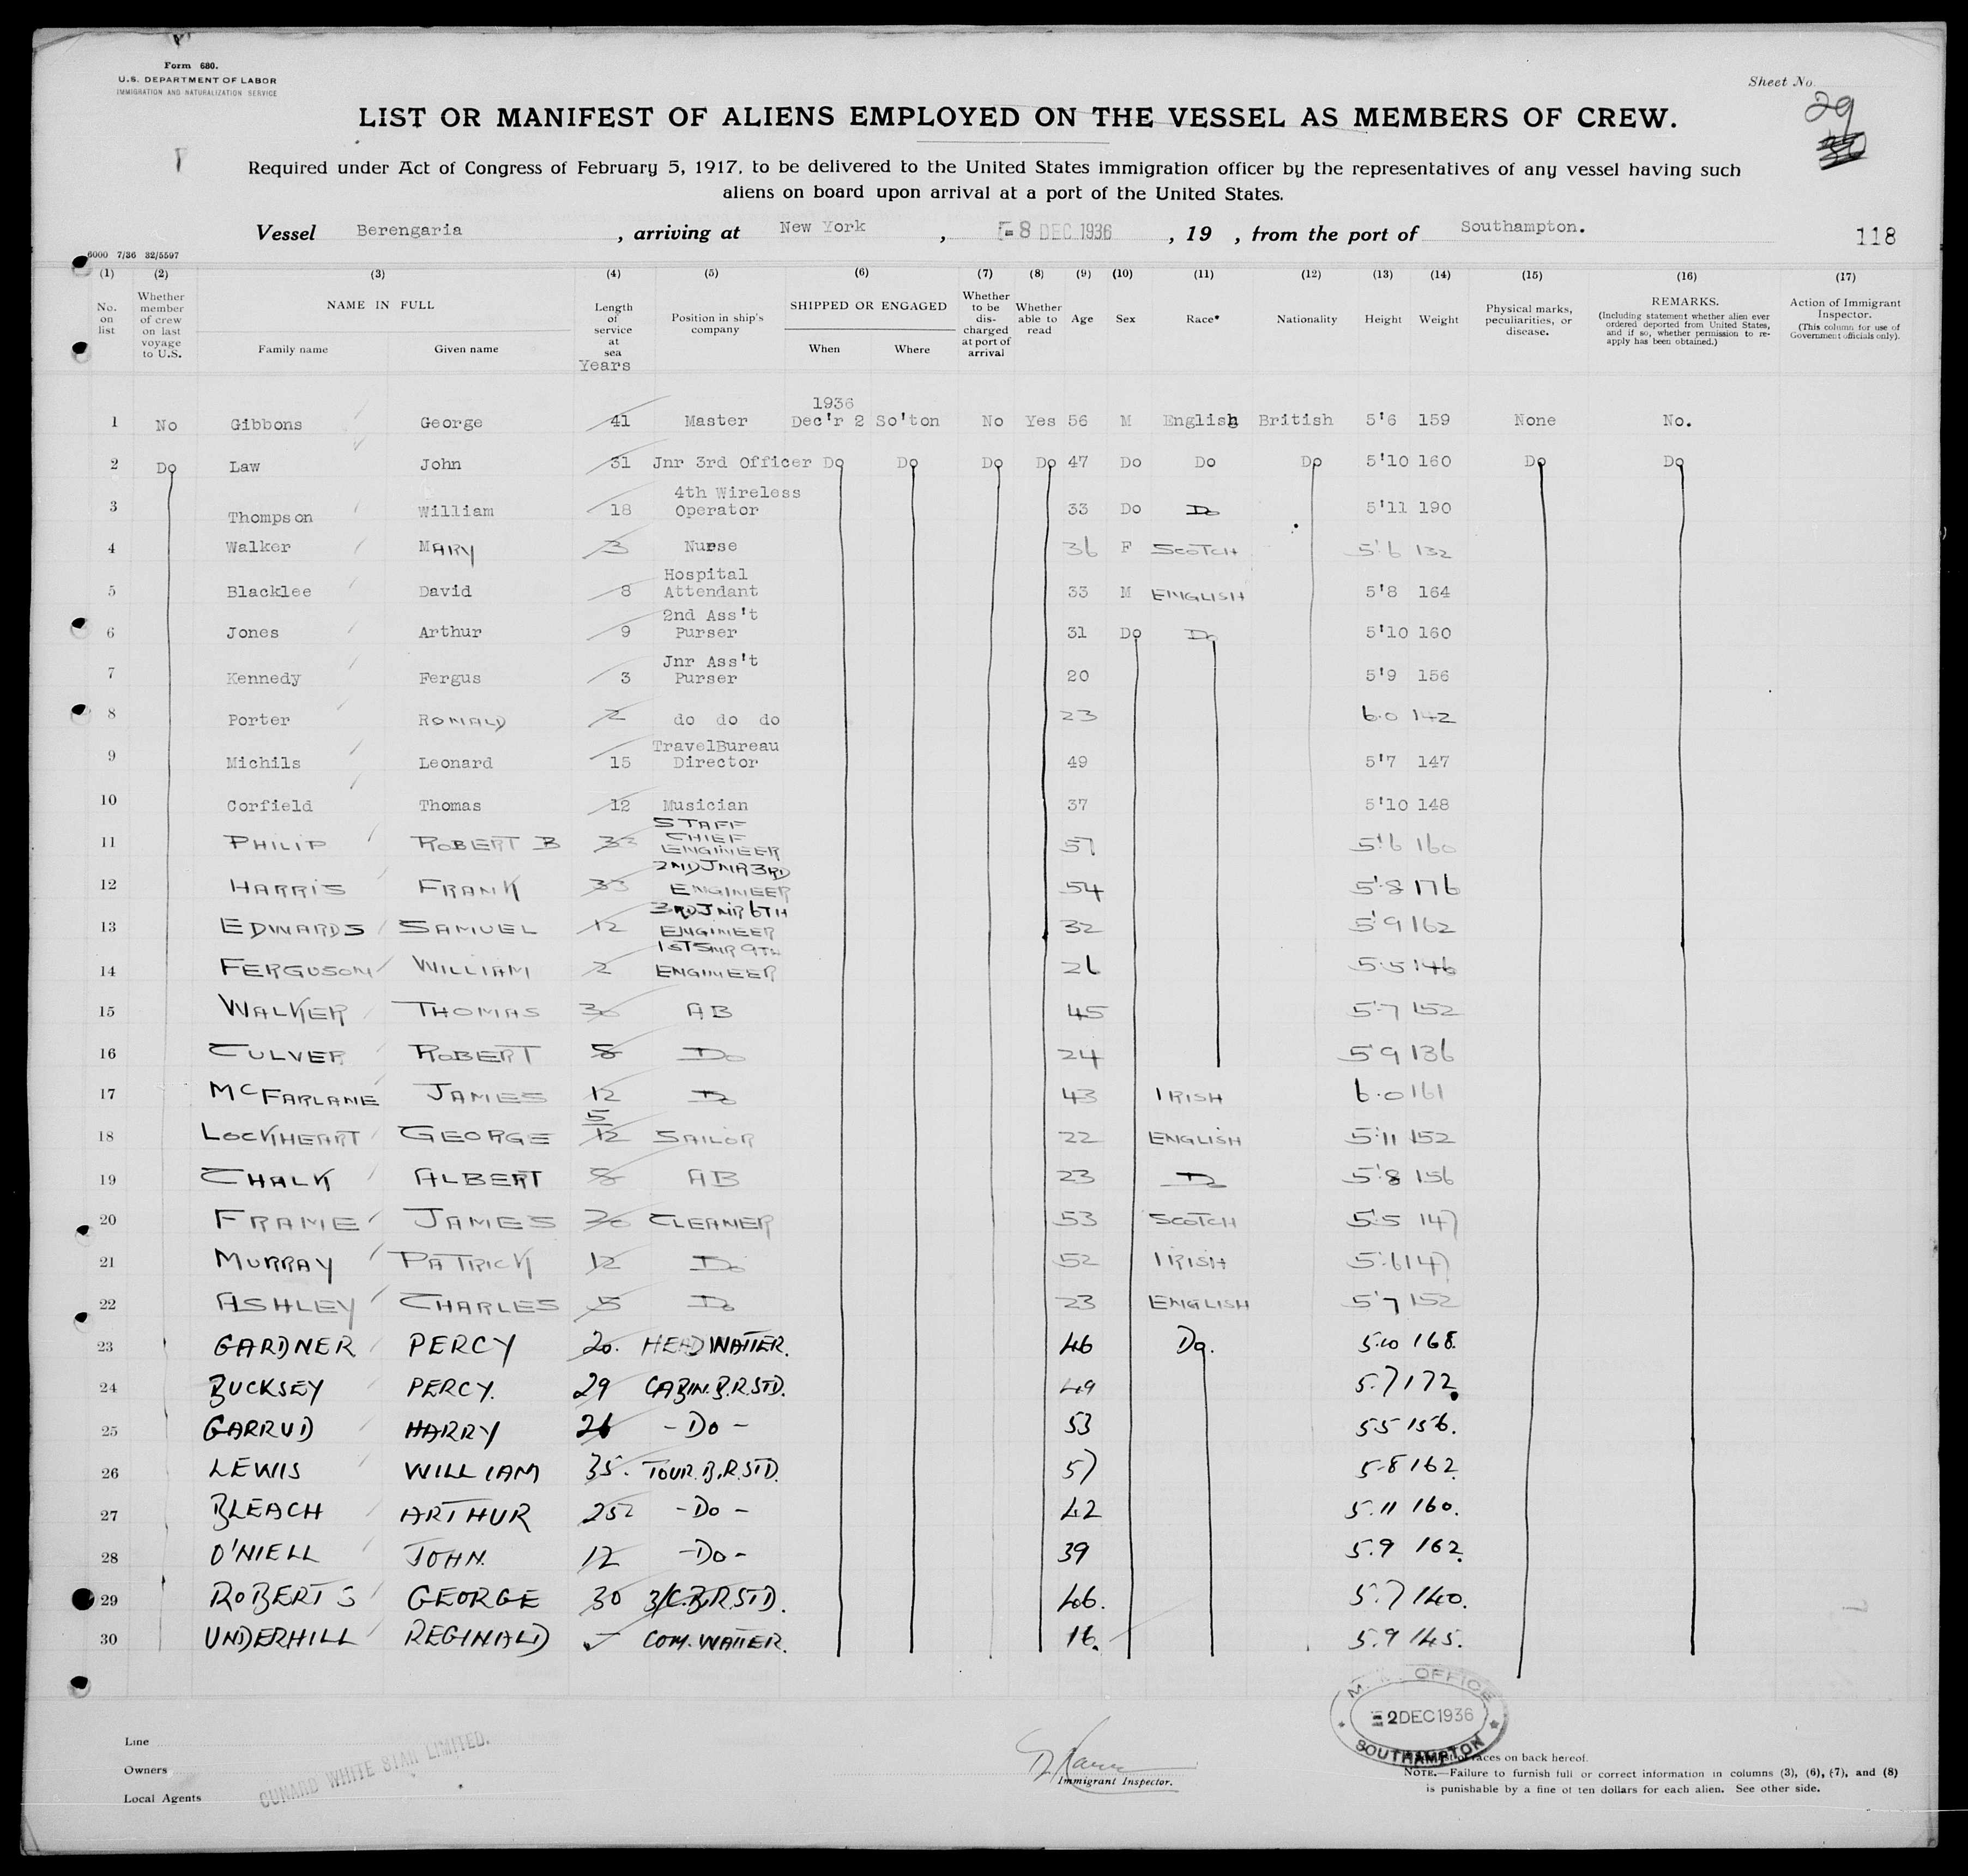 Form 680.
U.S. DEPARTMENT OF LABOR
IMMIGRATION AND NATURALIZATION SERVICE
Sheet No.
29
LIST OR MANIFEST OF ALIENS EMPLOYED ON THE VESSEL AS MEMBERS OF CREW.
Required under Act of Congress of February 5, 1917, to be delivered to the United States immigration officer by the representatives of any vessel having such
aliens on board upon arrival at a port of the United States.
Vessel Berengaria , arriving at New York , -8 DEC 1936 , 19 , from the port of Southampton.
118
6000 7/36 32/5597
(1) (2) (3) (4) (5) (6) (7) (8) (9) (10) (11) (12) (13) (14) (15) (16) (17)
No. on list
Whether member of crew on last voyage to U.S.
NAME IN FULL
Family name Given name
Length of service at sea
Years
Position in ship's company
SHIPPED OR ENGAGED
When Where
Whether to be discharged at port of arrival
Whether able to read
Age
Sex
Race*
Nationality
Height
Weight
Physical marks, peculiarities, or disease.
REMARKS.
(Including statement whether alien ever ordered deported from United States, and if so, whether permission to reapply has been obtained.)
Action of Immigrant Inspector.
(This column for use of Government officials only).
1936
1 No Gibbons George 41 Master Dec'r 2 So'ton No Yes 56 M English British 5'6 159 None No.
2 Do Law John 31 Jnr 3rd Officer Do Do Do Do 47 Do Do Do 5'10 160 Do Do
3 Thompson William 18 4th Wireless Operator 33 Do Do 5'11 190
4 Walker MARY 3 Nurse 36 F SCOTCH 5'6 132
5 Blacklee David 8 Hospital Attendant 33 M ENGLISH 5'8 164
6 Jones Arthur 9 2nd Ass't Purser 31 Do Do 5'10 160
7 Kennedy Fergus 3 Jnr Ass't Purser 20 5'9 156
8 Porter RONALD 2 do do do 23 6.0 142
9 Michils Leonard 15 TravelBureau Director 49 5'7 147
10 Corfield Thomas 12 Musician 37 5'10 148
11 PHILIP ROBERT B 33 STAFF CHIEF ENGINEER 57 5'6 160
12 HARRIS FRANK 33 2ND JNR 3RD ENGINEER 54 5'8 176
13 EDWARDS SAMUEL 12 3RD JNR 6TH ENGINEER 32 5'9 162
14 FERGUSON WILLIAM 2 1ST SNR 9TH ENGINEER 26 5.5 146
15 WALKER THOMAS 30 AB 45 5.7 152
16 CULVER ROBERT 8 Do 24 5'9 136
17 McFARLANE JAMES 12 Do 43 IRISH 6.0 161
18 LOCKHEART GEORGE 5/12 SAILOR 22 ENGLISH 5'11 152
19 CHALK ALBERT 8 AB 23 Do 5'8 156
20 FRAME JAMES 30 CLEANER 53 SCOTCH 5.5 147
21 MURRAY PATRICK 12 Do 52 IRISH 5.6 147
22 ASHLEY CHARLES 5 Do 23 ENGLISH 5'7 152
23 GARDNER PERCY 20. HEAD WAITER. 46 Do. 5.10 168.
24 BUCKSEY PERCY. 29 CABIN. B.R.STD. 49 5.7 172.
25 GARRUD HARRY 26 - Do - 53 5.5 156.
26 LEWIS WILLIAM 35. TOUR. B.R.STD. 57 5.8 162.
27 BLEACH ARTHUR - Do - 42 5.11 160.
28 O'NIELL JOHN. 12 - Do - 39 5.9 162.
29 ROBERTS GEORGE 30 3/C.B.R.STD. 46. 5.7 140.
30 UNDERHILL REGINALD - COM. WAITER. 16. 5.9 145.
OFFICE
-2 DEC 1936
SOUTHAMPTON
Line
Owners
Local Agents
CUNARD WHITE STAR LIMITED.
Immigrant Inspector.
races on back hereof.
NOTE.—Failure to furnish full or correct information in columns (3), (6), (7), and (8)
is punishable by a fine of ten dollars for each alien. See other side.